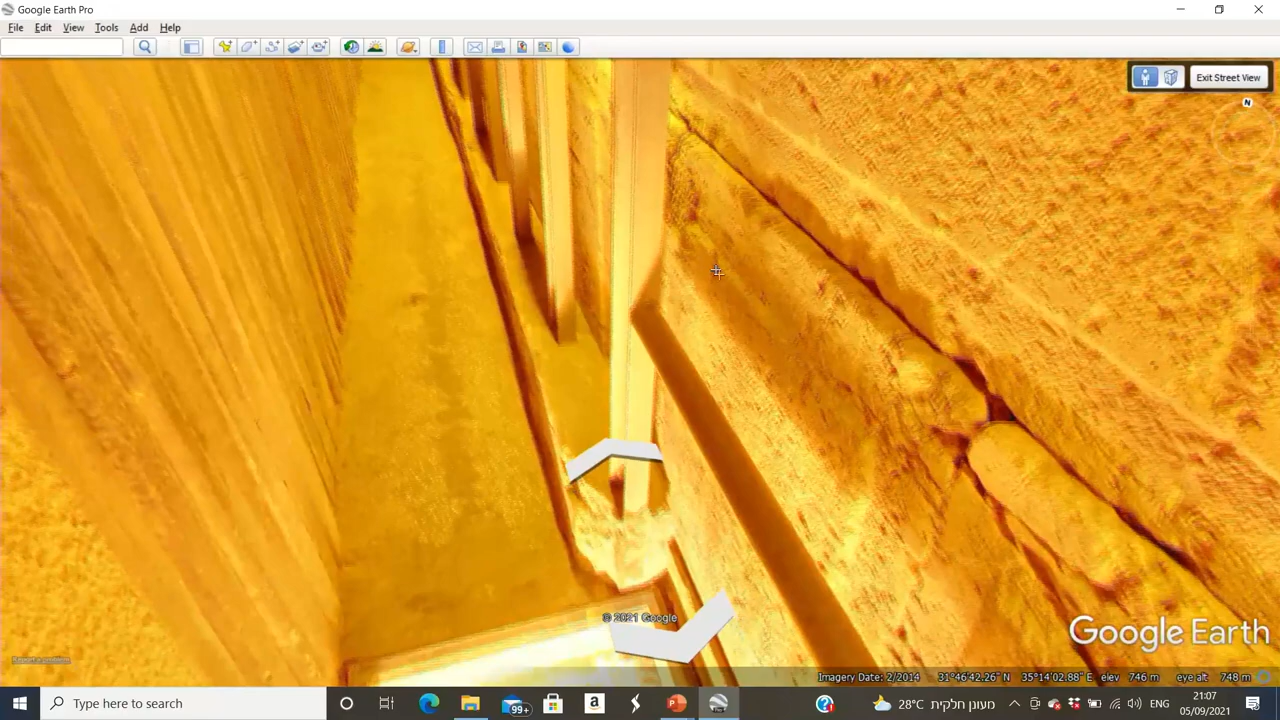 Google Earth Pro
File Edit View Tools Add Help
Exit Street View
N
© 2021 Google
Google Earth
Imagery Date: 2/2014 31°46'42.26" N 35°14'02.88" E elev 746 m eye alt 748 m
Type here to search
99+
a
28°C מעונן חלקית
ENG
21:07
05/09/2021